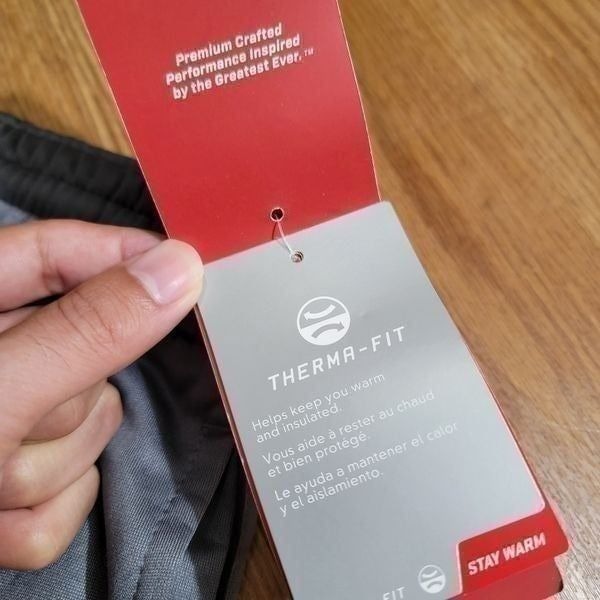 Premium Crafted
Performance Inspired
by the Greatest Ever.™
THERMA-FIT
Helps keep you warm
and insulated.
Vous aide à rester au chaud
et bien protégé.
Le ayuda a mantener el calor
y el aislamiento.
FIT
STAY WARM